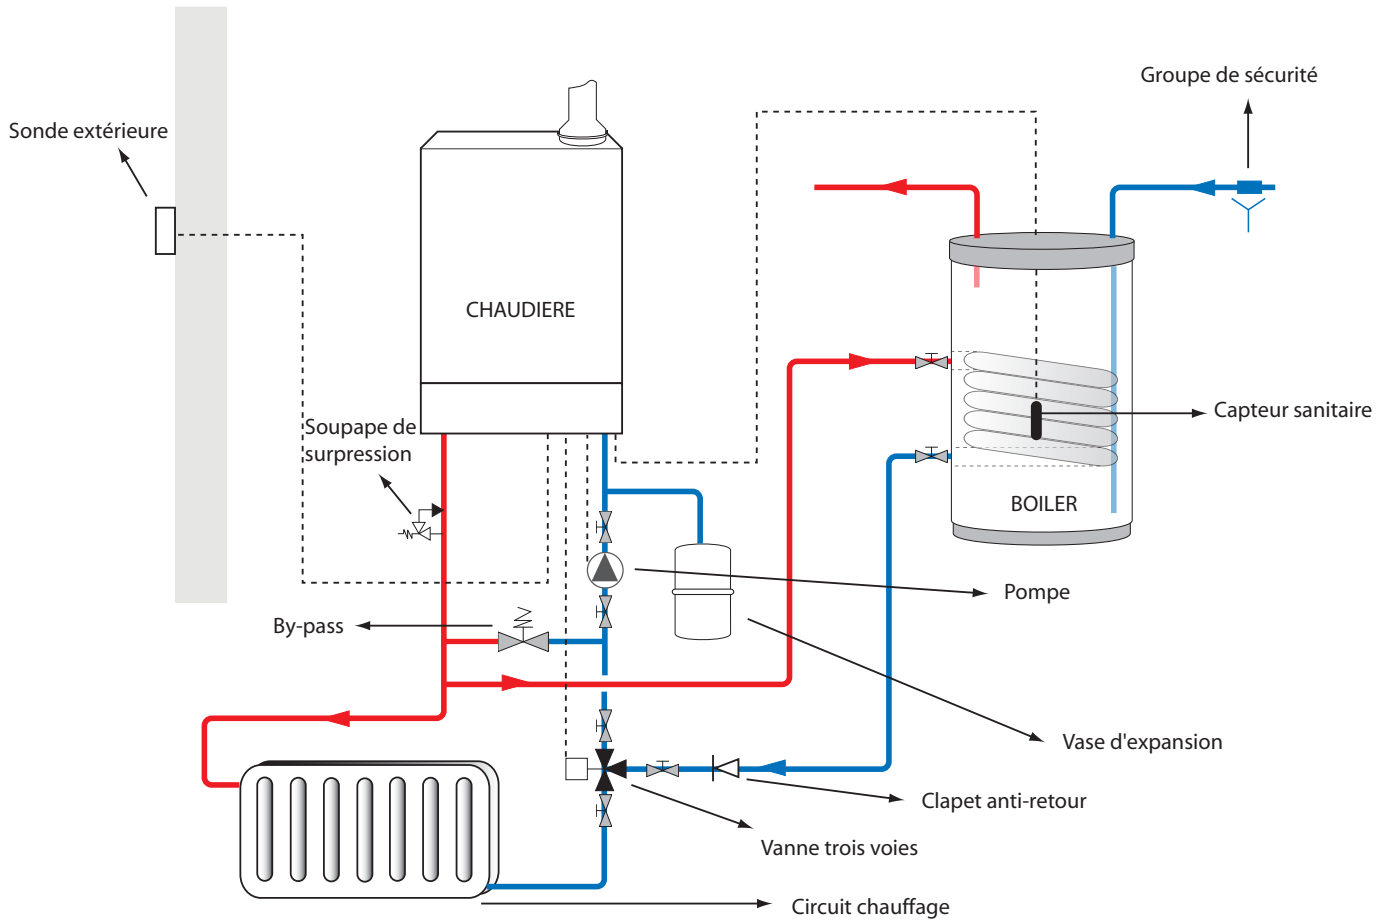 Groupe de sécurité
Sonde extérieure
CHAUDIERE
Capteur sanitaire
Soupape de
surpression
BOILER
Pompe
By-pass
Vase d'expansion
Clapet anti-retour
Vanne trois voies
Circuit chauffage